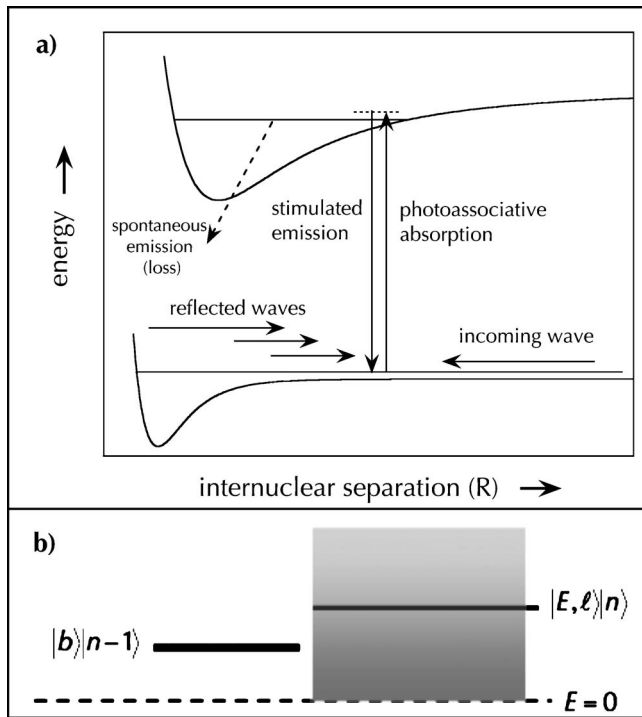 a)
energy
spontaneous
emission
(loss)
stimulated
emission
photoassociative
absorption
reflected waves
incoming wave
internuclear separation (R)
b)
|b⟩|n−1⟩
|E,ℓ⟩|n⟩
E=0